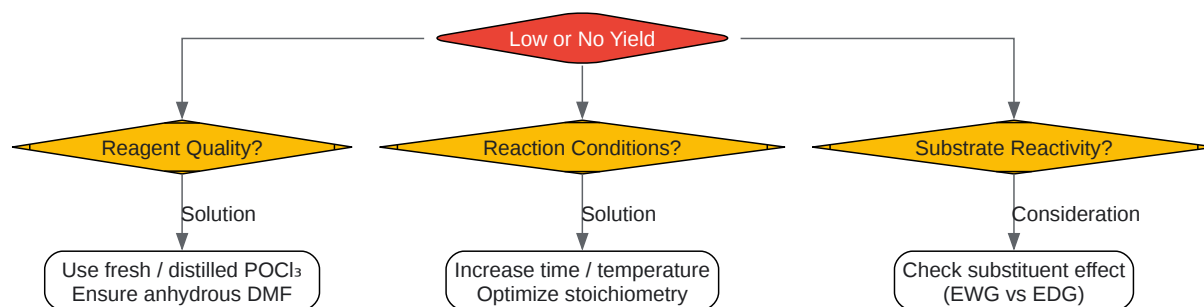 Low or No Yield
Reagent Quality?
Reaction Conditions?
Substrate Reactivity?
Solution
Solution
Consideration
Use fresh / distilled POCl₃
Ensure anhydrous DMF
Increase time / temperature
Optimize stoichiometry
Check substituent effect
(EWG vs EDG)